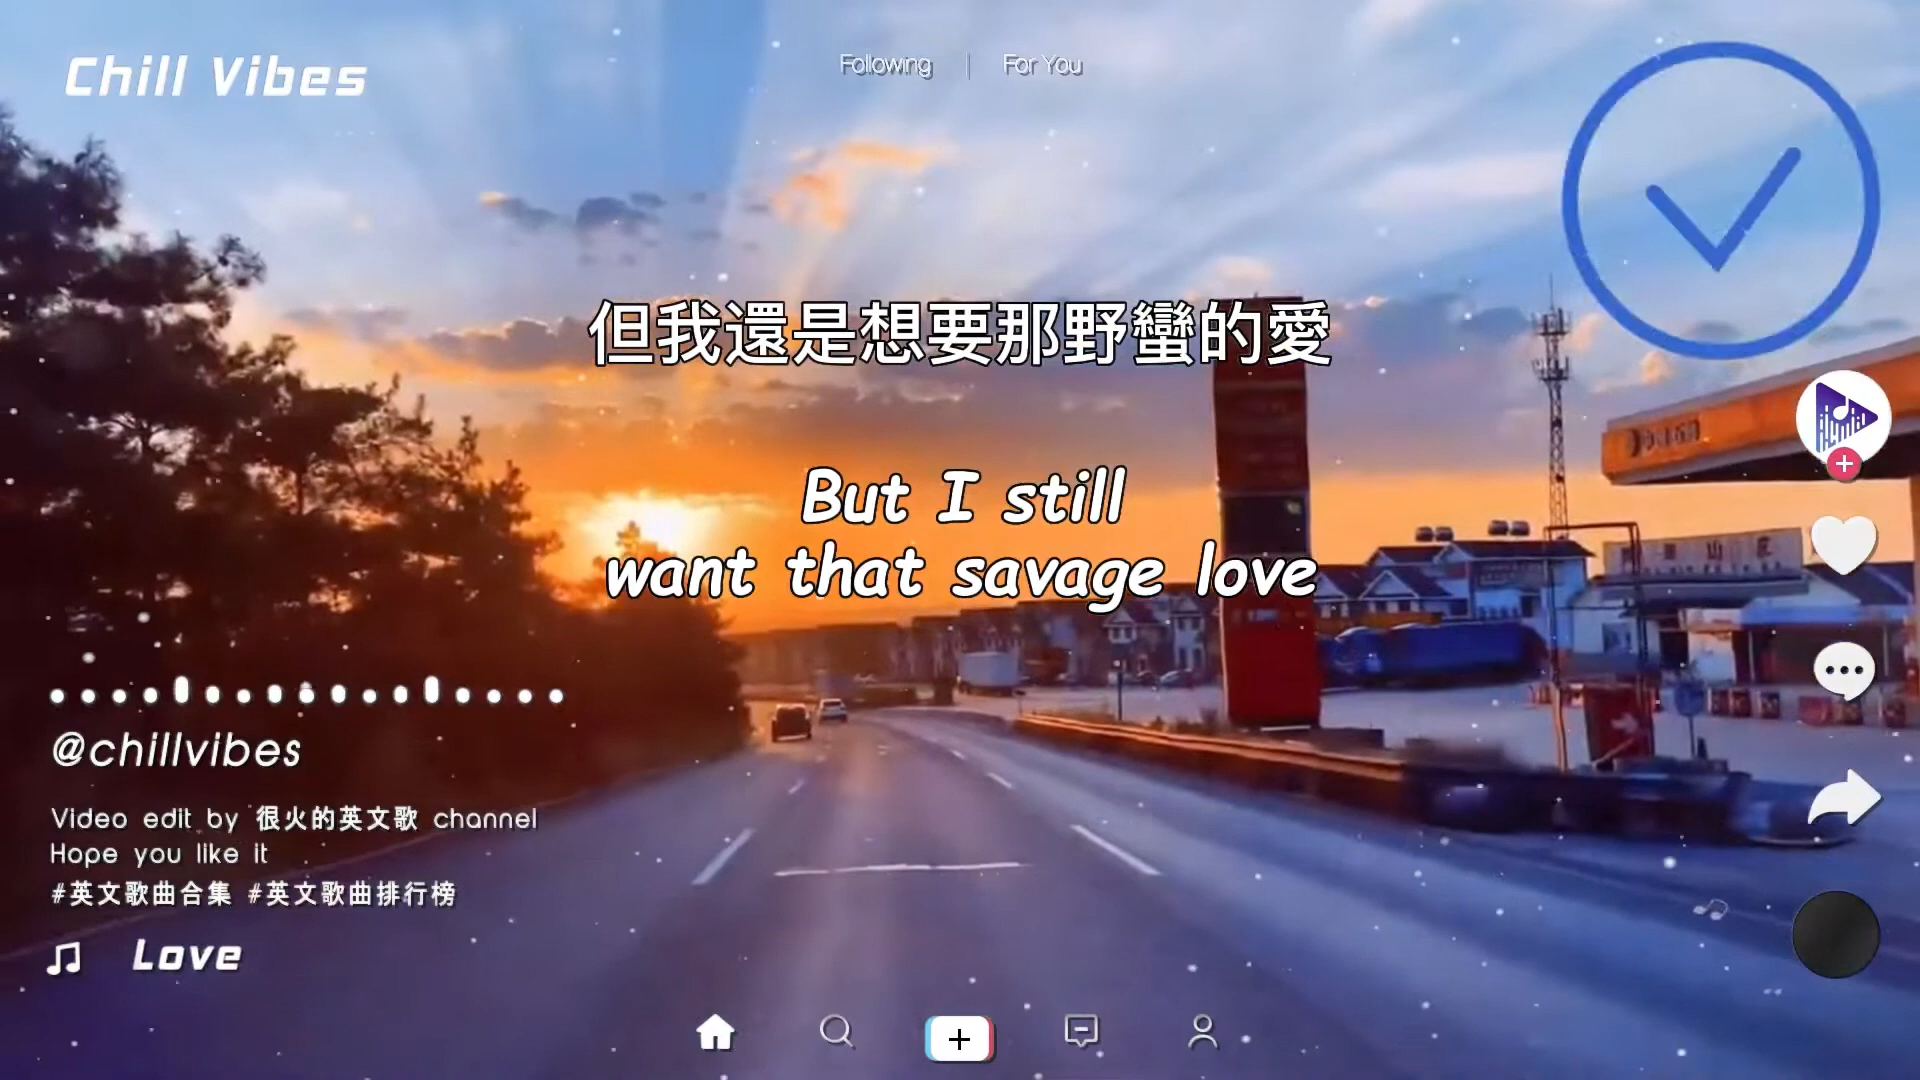 Chill Vibes
Following | For You
但我還是想要那野蠻的愛
But I still
want that savage love
@chillvibes
Video edit by 很火的英文歌 channel
Hope you like it
#英文歌曲合集 #英文歌曲排行榜
Love